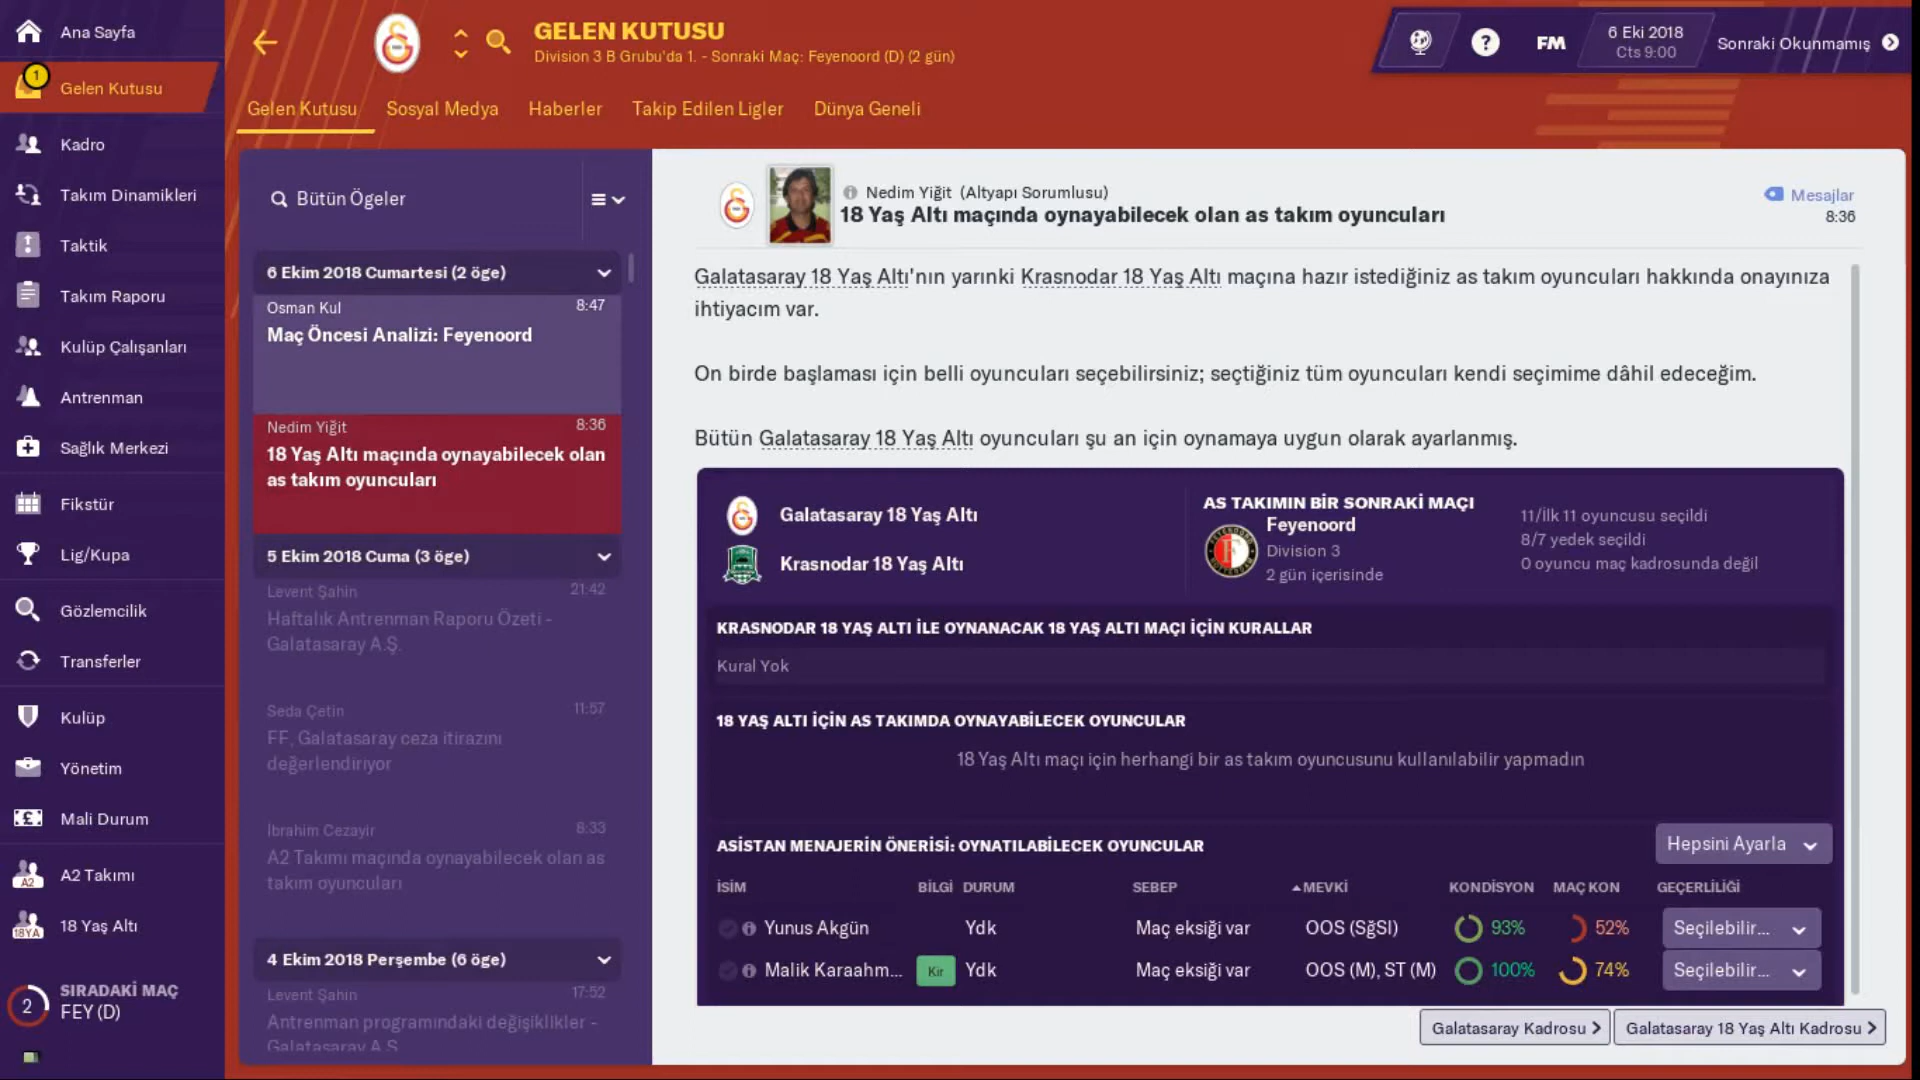 Ana Sayfa
1
Gelen Kutusu
Kadro
Takım Dinamikleri
Taktik
Takım Raporu
Kulüp Çalışanları
Antrenman
Sağlık Merkezi
Fikstür
Lig/Kupa
Gözlemcilik
Transferler
Kulüp
Yönetim
Mali Durum
A2
A2 Takımı
18YA
18 Yaş Altı
2
SIRADAKİ MAÇ
FEY (D)
GELEN KUTUSU
Division 3 B Grubu'da 1. - Sonraki Maç: Feyenoord (D) (2 gün)
?
FM
6 Eki 2018
Cts 9:00
Sonraki Okunmamış
Gelen Kutusu
Sosyal Medya
Haberler
Takip Edilen Ligler
Dünya Geneli
Bütün Ögeler
6 Ekim 2018 Cumartesi (2 öge)
Osman Kul 8:47
Maç Öncesi Analizi: Feyenoord
Nedim Yiğit 8:36
18 Yaş Altı maçında oynayabilecek olan
as takım oyuncuları
5 Ekim 2018 Cuma (3 öge)
Levent Şahin 21:42
Haftalık Antrenman Raporu Özeti -
Galatasaray A.Ş.
Seda Çetin 11:57
FF, Galatasaray ceza itirazını
değerlendiriyor
İbrahim Cezayir 8:33
A2 Takımı maçında oynayabilecek olan as
takım oyuncuları
4 Ekim 2018 Perşembe (6 öge)
Levent Şahin 17:52
Antrenman programındaki değişiklikler -
Galatasaray A.Ş.
Nedim Yiğit (Altyapı Sorumlusu)
18 Yaş Altı maçında oynayabilecek olan as takım oyuncuları
Mesajlar
8:36
Galatasaray 18 Yaş Altı'nın yarınki Krasnodar 18 Yaş Altı maçına hazır istediğiniz as takım oyuncuları hakkında onayınıza
ihtiyacım var.
On birde başlaması için belli oyuncuları seçebilirsiniz; seçtiğiniz tüm oyuncuları kendi seçimime dâhil edeceğim.
Bütün Galatasaray 18 Yaş Altı oyuncuları şu an için oynamaya uygun olarak ayarlanmış.
Galatasaray 18 Yaş Altı
Krasnodar 18 Yaş Altı
AS TAKIMIN BİR SONRAKİ MAÇI
Feyenoord
Division 3
2 gün içerisinde
11/İlk 11 oyuncusu seçildi
8/7 yedek seçildi
0 oyuncu maç kadrosunda değil
KRASNODAR 18 YAŞ ALTI İLE OYNANACAK 18 YAŞ ALTI MAÇI İÇİN KURALLAR
Kural Yok
18 YAŞ ALTI İÇİN AS TAKIMDA OYNAYABİLECEK OYUNCULAR
18 Yaş Altı maçı için herhangi bir as takım oyuncusunu kullanılabilir yapmadın
ASİSTAN MENAJERİN ÖNERİSİ: OYNATILABİLECEK OYUNCULAR
Hepsini Ayarla
İSİM BİLGİ DURUM SEBEP MEVKİ KONDİSYON MAÇ KON GEÇERLİLİĞİ
Yunus Akgün Ydk Maç eksiği var OOS (SğSl) 93% 52% Seçilebilir...
Malik Karaahm... Kir Ydk Maç eksiği var OOS (M), ST (M) 100% 74% Seçilebilir...
Galatasaray Kadrosu
Galatasaray 18 Yaş Altı Kadrosu